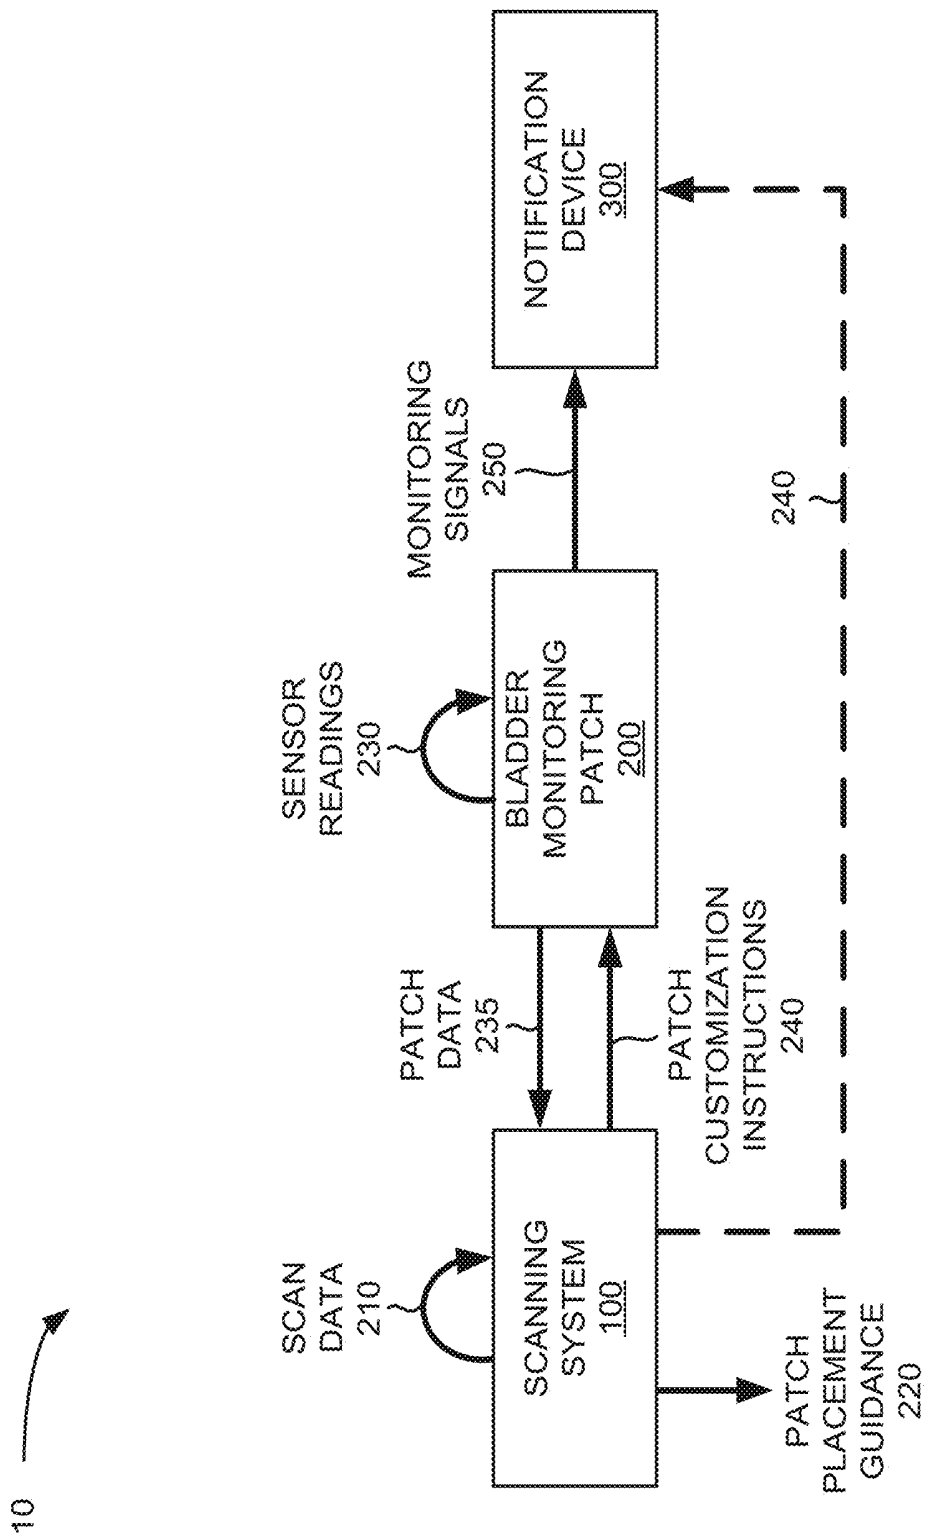 10
SCAN
DATA
210
SCANNING
SYSTEM
100
PATCH
PLACEMENT
GUIDANCE
220
PATCH
DATA
235
PATCH
CUSTOMIZATION
INSTRUCTIONS
240
SENSOR
READINGS
230
BLADDER
MONITORING
PATCH
200
MONITORING
SIGNALS
250
240
NOTIFICATION
DEVICE
300